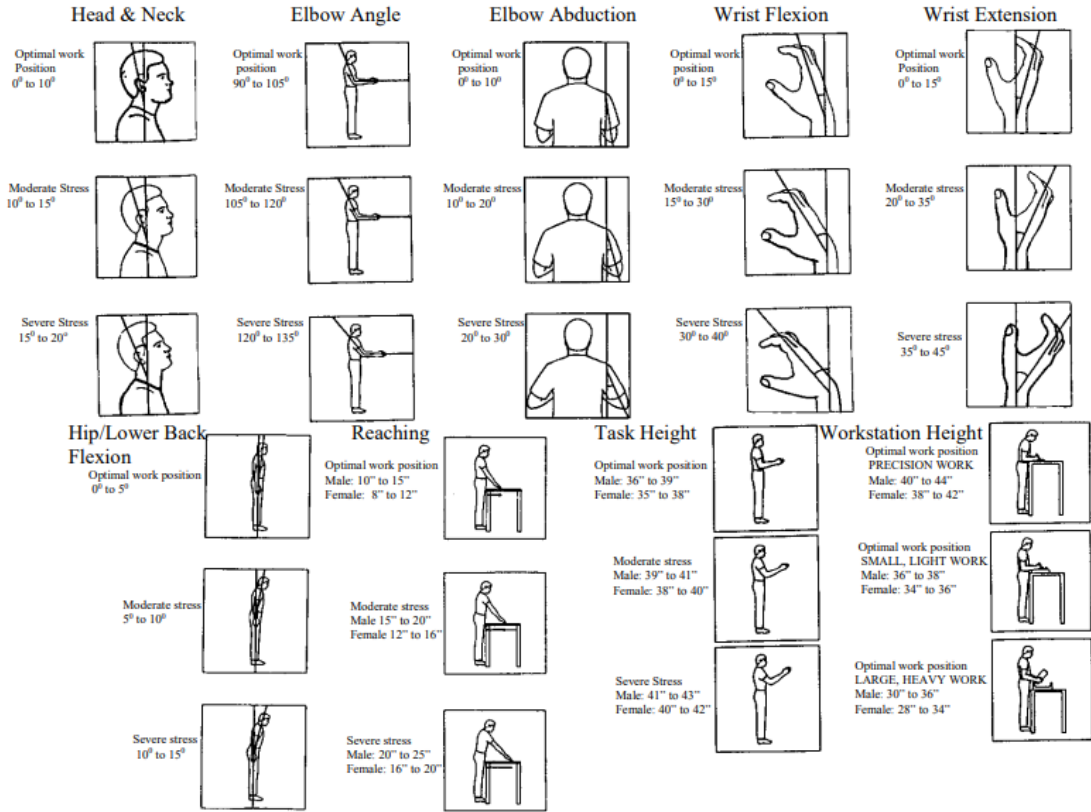 Head & Neck
Optimal work
Position
0⁰ to 10⁰
Moderate Stress
10⁰ to 15⁰
Severe Stress
15⁰ to 20⁰
Elbow Angle
Optimal work
position
90⁰ to 105⁰
Moderate Stress
105⁰ to 120⁰
Severe Stress
120⁰ to 135⁰
Elbow Abduction
Optimal work
position
0⁰ to 10⁰
Moderate stress
10⁰ to 20⁰
Severe Stress
20⁰ to 30⁰
Wrist Flexion
Optimal work
position
0⁰ to 15⁰
Moderate stress
15⁰ to 30⁰
Severe Stress
30⁰ to 40⁰
Wrist Extension
Optimal work
Position
0⁰ to 15⁰
Moderate stress
20⁰ to 35⁰
Severe stress
35⁰ to 45⁰
Hip/Lower Back
Flexion
Optimal work position
0⁰ to 5⁰
Moderate stress
5⁰ to 10⁰
Severe stress
10⁰ to 15⁰
Reaching
Optimal work position
Male: 10” to 15”
Female: 8” to 12”
Moderate stress
Male 15” to 20”
Female 12” to 16”
Severe stress
Male: 20” to 25”
Female: 16” to 20”
Task Height
Optimal work position
Male: 36” to 39”
Female: 35” to 38”
Moderate stress
Male: 39” to 41”
Female: 38” to 40”
Severe Stress
Male: 41” to 43”
Female: 40” to 42”
Workstation Height
Optimal work position
PRECISION WORK
Male: 40” to 44”
Female: 38” to 42”
Optimal work position
SMALL, LIGHT WORK
Male: 36” to 38”
Female: 34” to 36”
Optimal work position
LARGE, HEAVY WORK
Male: 30” to 36”
Female: 28” to 34”